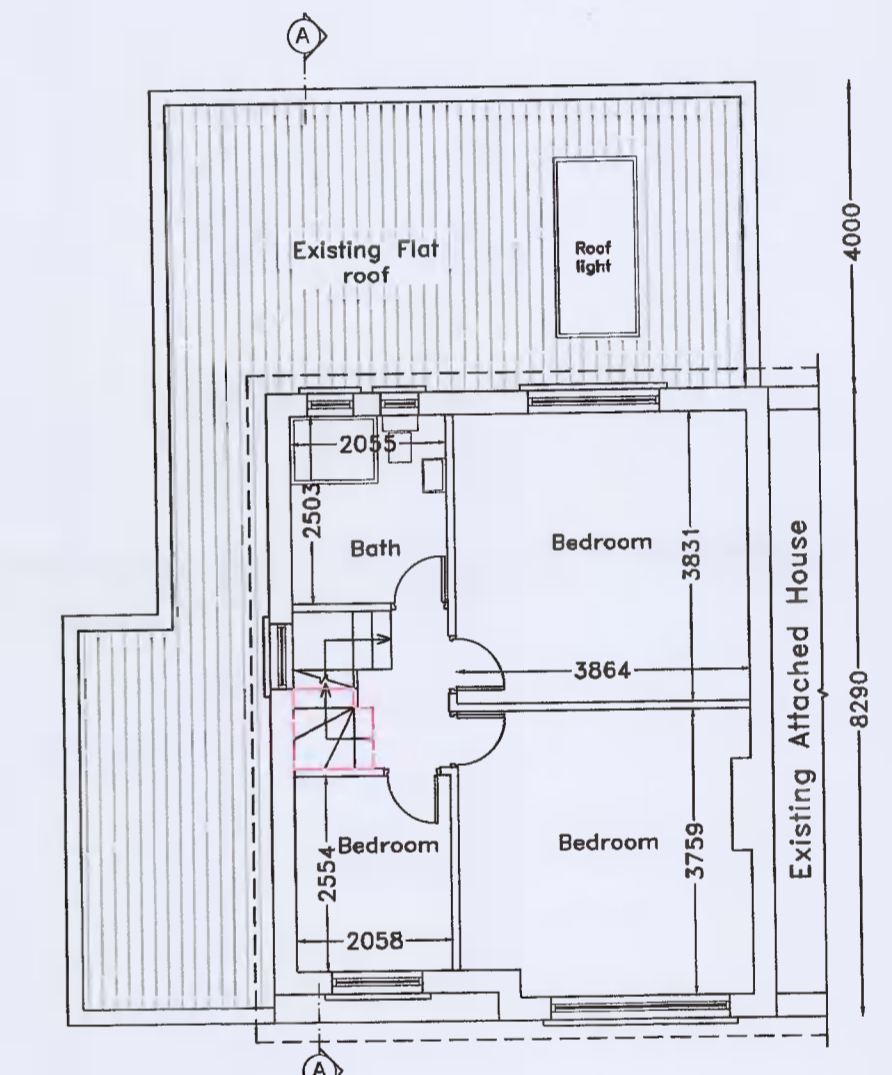 A
Existing Flat
roof
Roof
light
4000
2055
2503
Bath
Bedroom
3831
3864
Existing Attached House
8290
Bedroom
2554
2058
Bedroom
3759
A